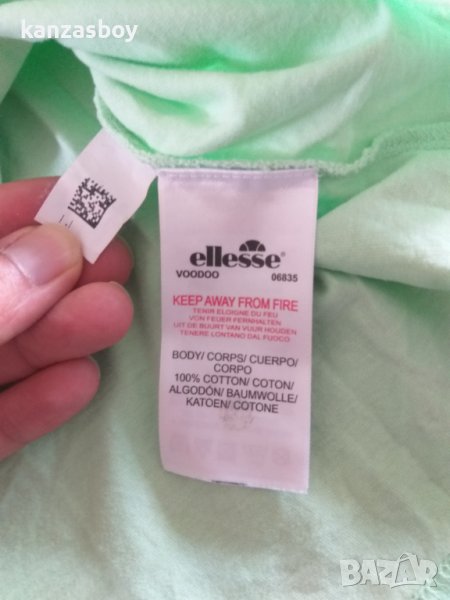 kanzasboy
ellesse®
VOODOO 06835
KEEP AWAY FROM FIRE
TENIR ELOIGNE DU FEU
VON FEUER FERNHALTEN
UIT DE BUURT VAN VUUR HOUDEN
TENERE LONTANO DAL FUOCO
BODY/ CORPS/ CUERPO/
CORPO
100% COTTON/ COTON/
ALGODÓN/ BAUMWOLLE/
KATOEN/ COTONE
BAZAR